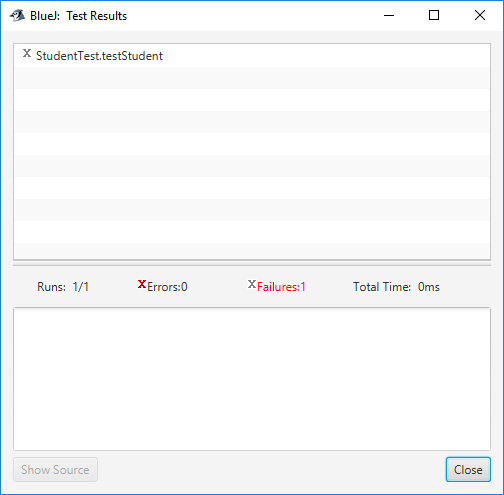 BlueJ:  Test Results
X StudentTest.testStudent
Runs: 1/1 X Errors:0 X Failures:1 Total Time: 0ms
Show Source Close